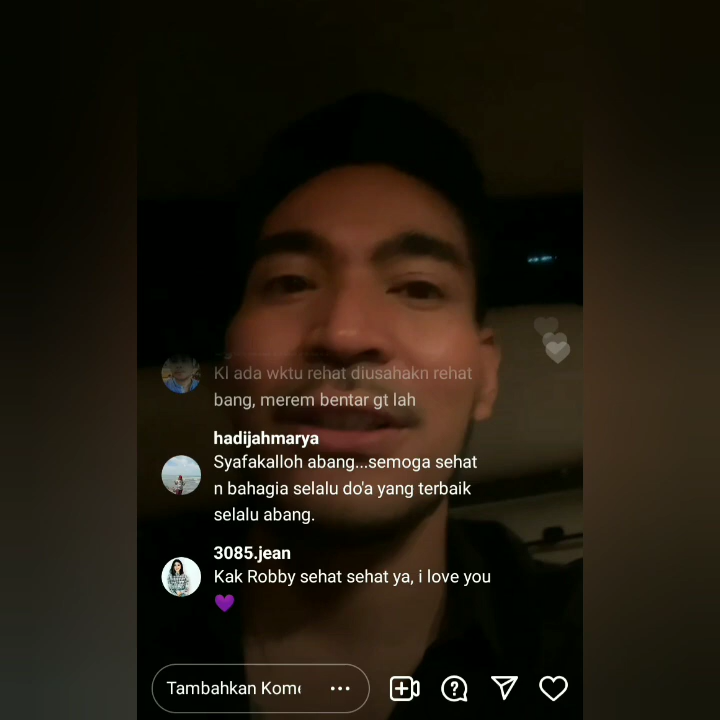 Kl ada wktu rehat diusahakn rehat
bang, merem bentar gt lah
hadijahmarya
Syafakalloh abang...semoga sehat
n bahagia selalu do'a yang terbaik
selalu abang.
3085.jean
Kak Robby sehat sehat ya, i love you
💜
Tambahkan Kome